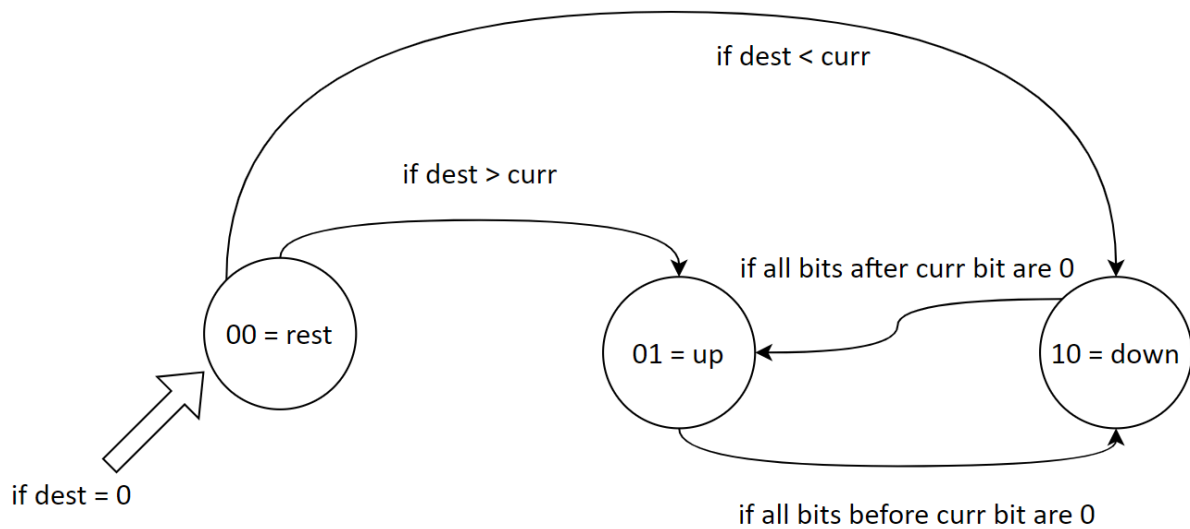 if dest < curr
if dest > curr
if all bits after curr bit are 0
00 = rest
01 = up
10 = down
if dest = 0
if all bits before curr bit are 0